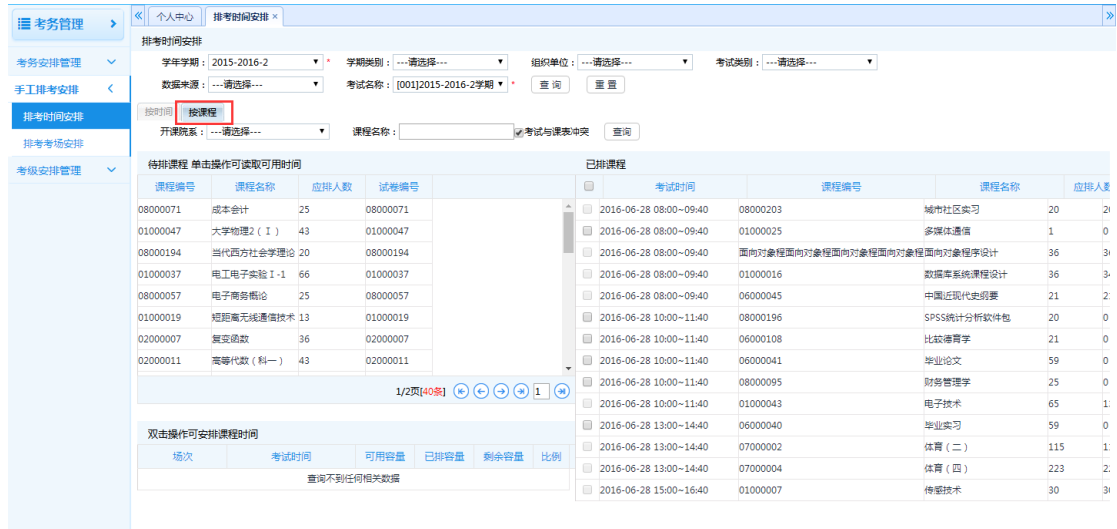 考务管理
个人中心 排考时间安排 ×
排考时间安排
学年学期： 2015-2016-2 * 学期类别： ---请选择--- 组织单位： ---请选择--- 考试类别： ---请选择---
考务安排管理
数据来源： ---请选择--- 考试名称： [001]2015-2016-2学期 * 查 询 重 置
手工排考安排
按时间 按课程
排考时间安排
开课院系： ---请选择--- 课程名称： 考试与课表冲突 查询
排考考场安排
考级安排管理
待排课程 单击操作可读取可用时间
课程编号 课程名称 应排人数 试卷编号
08000071 成本会计 25 08000071
01000047 大学物理2（Ⅰ） 43 01000047
08000194 当代西方社会学理论 20 08000194
01000037 电工电子实验Ⅰ-1 66 01000037
08000057 电子商务概论 25 08000057
01000019 短距离无线通信技术 13 01000019
02000007 复变函数 36 02000007
02000011 高等代数（科一） 43 02000011
1/2页[40条] 1
双击操作可安排课程时间
场次 考试时间 可用容量 已排容量 剩余容量 比例
查询不到任何相关数据
已排课程
考试时间 课程编号 课程名称 应排人数
2016-06-28 08:00~09:40 08000203 城市社区实习 20
2016-06-28 08:00~09:40 01000025 多媒体通信 1 0
2016-06-28 08:00~09:40 面向对象程面向对象程面向对象程面向对象程面向对象程序设计 36
2016-06-28 08:00~09:40 01000016 数据库系统课程设计 36
2016-06-28 08:00~09:40 06000045 中国近现代史纲要 21
2016-06-28 10:00~11:40 08000196 SPSS统计分析软件包 20 0
2016-06-28 10:00~11:40 06000108 比较德育学 21 0
2016-06-28 10:00~11:40 06000041 毕业论文 59 0
2016-06-28 10:00~11:40 08000095 财务管理学 25 0
2016-06-28 10:00~11:40 01000043 电子技术 65
2016-06-28 13:00~14:40 06000040 毕业实习 59 0
2016-06-28 13:00~14:40 07000002 体育（二） 115
2016-06-28 13:00~14:40 07000004 体育（四） 223
2016-06-28 15:00~16:40 01000007 传感技术 30